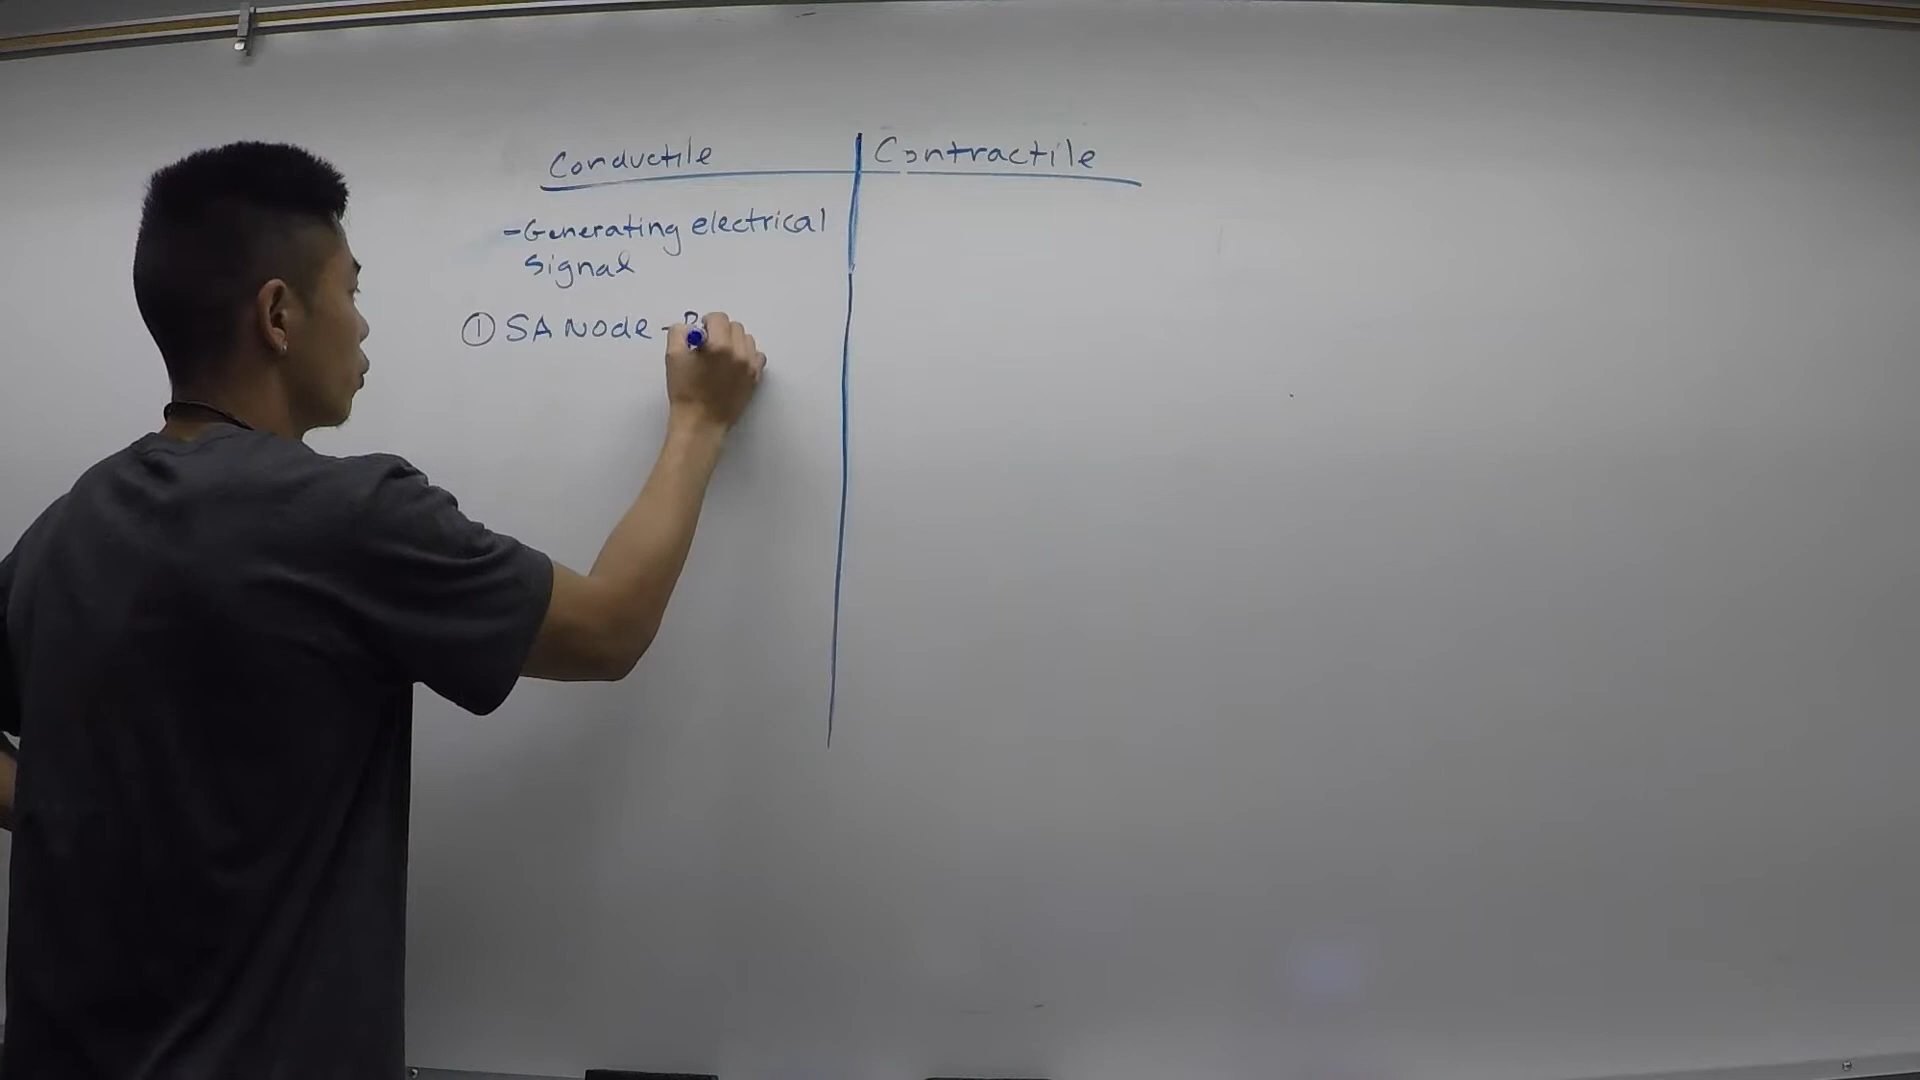 Conductile
Contractile
-Generating electrical
signal
① SA Node -